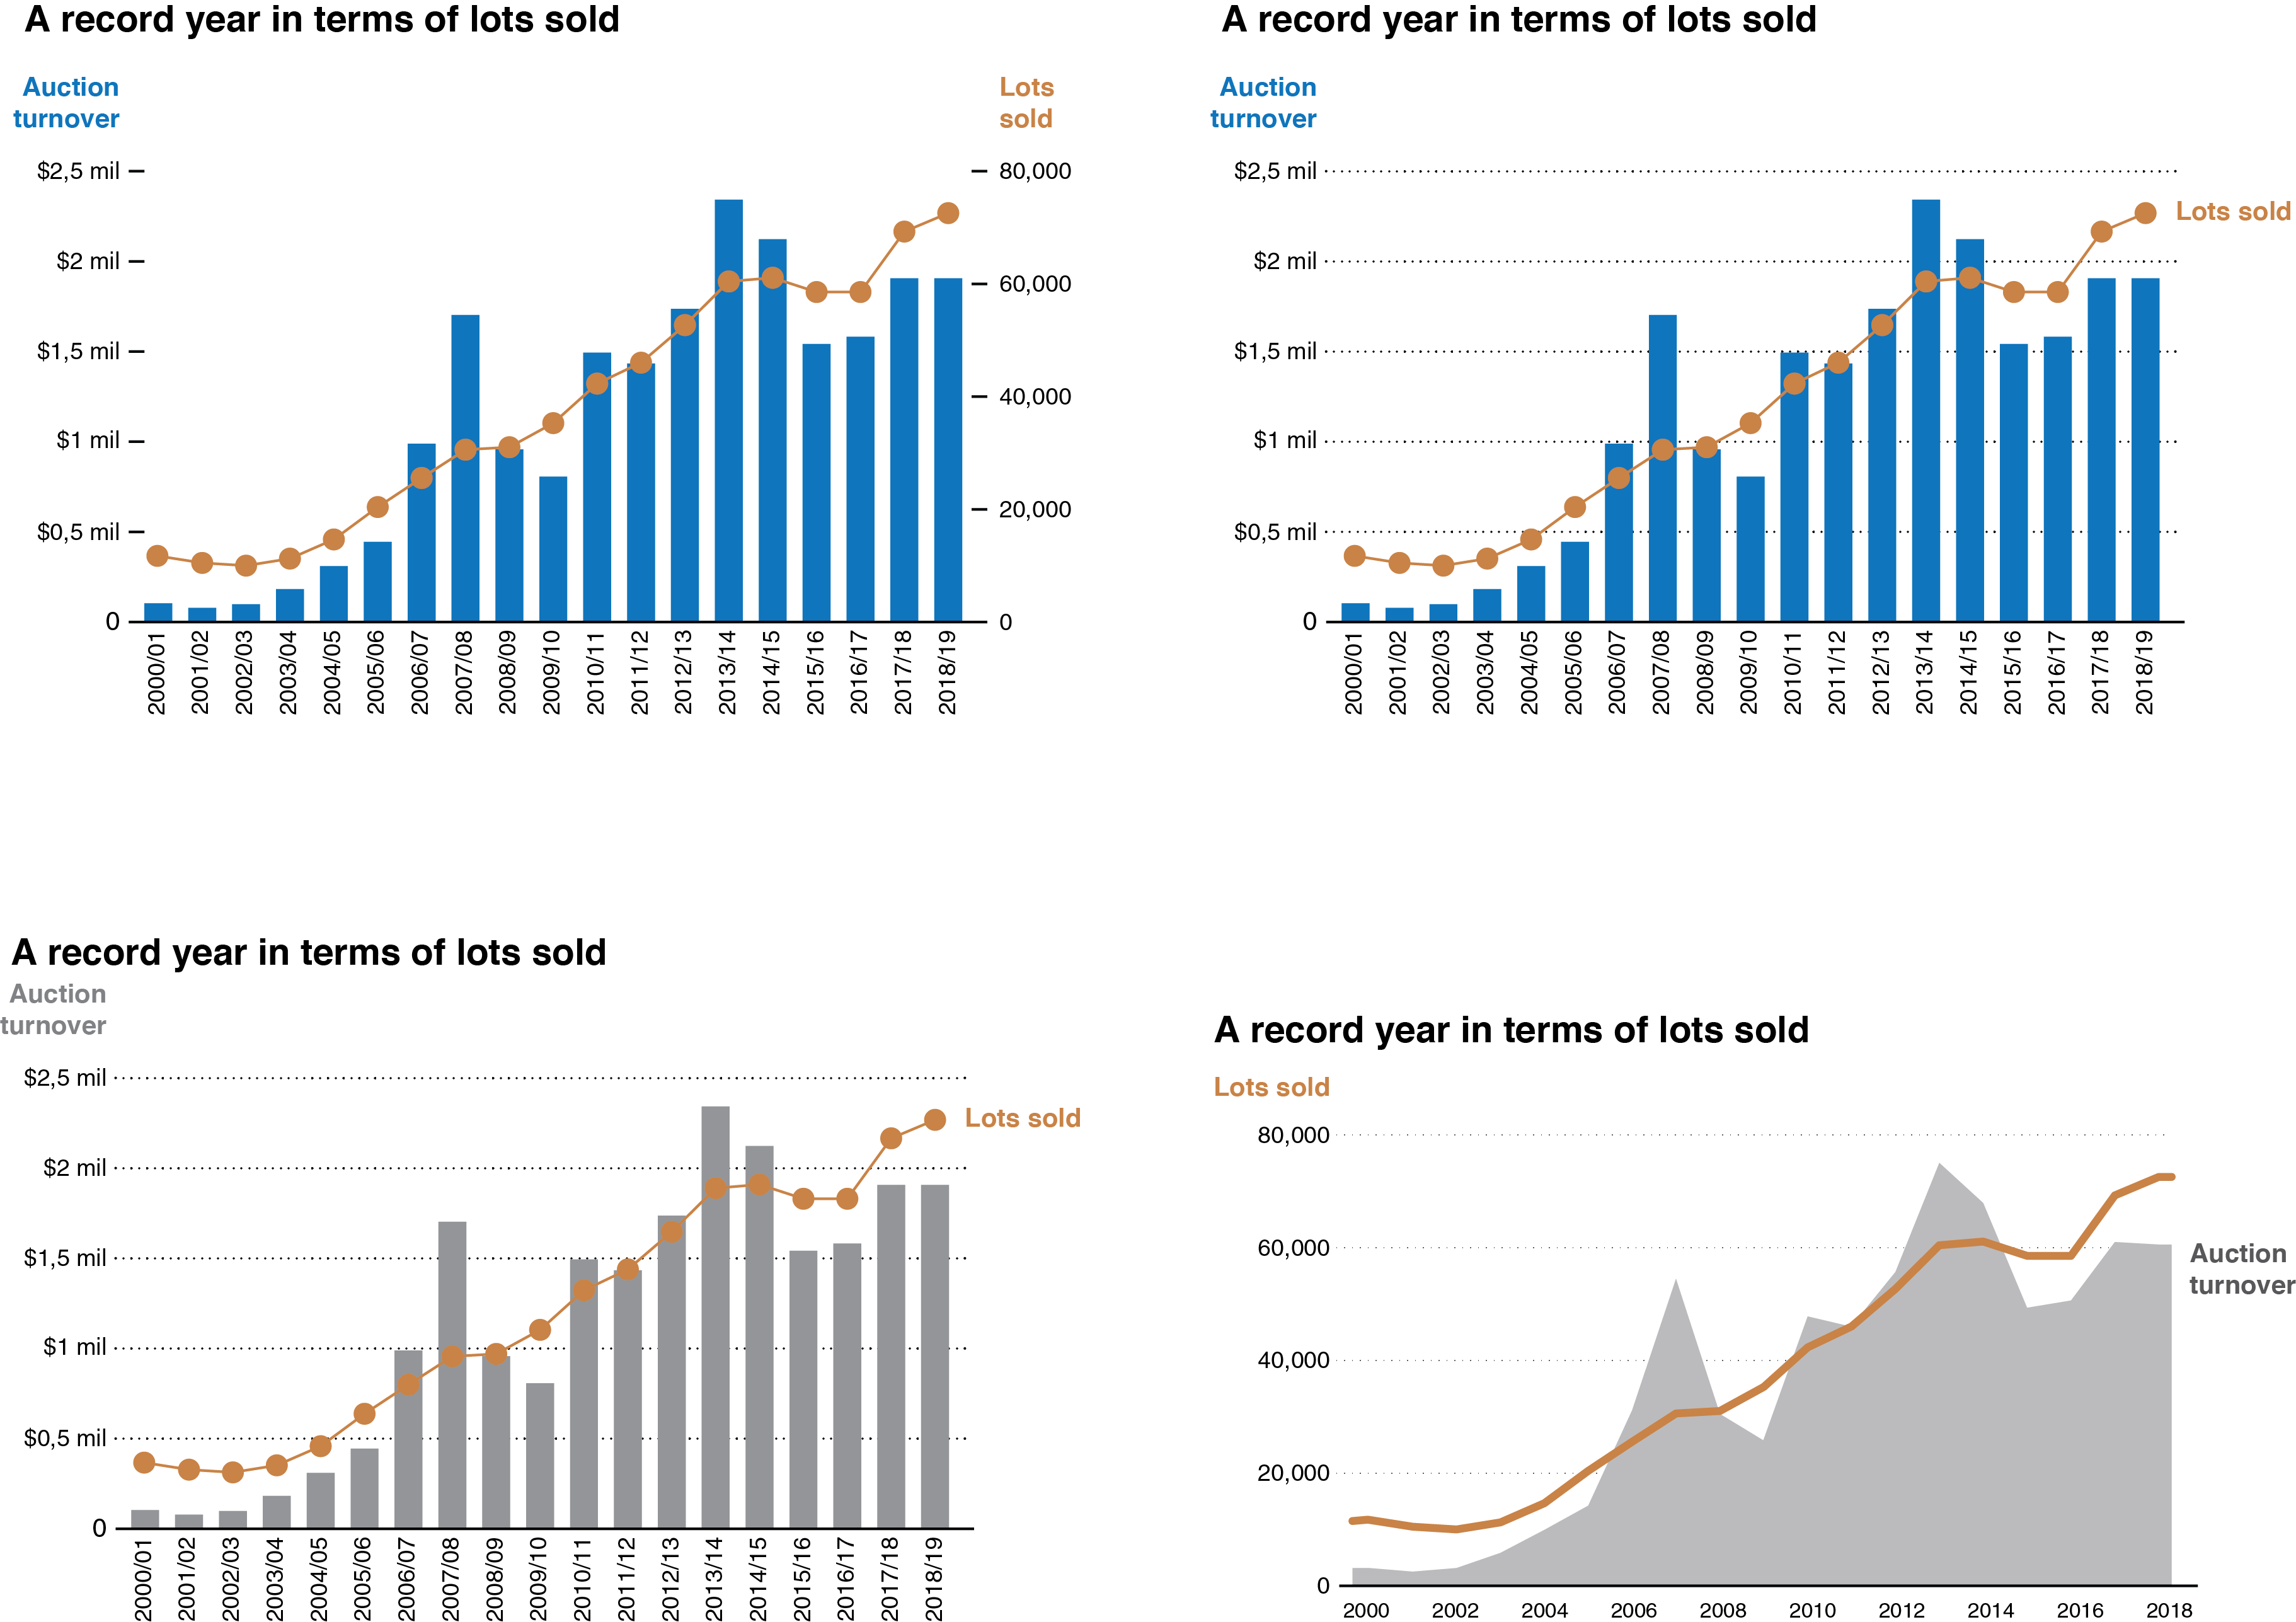 A record year in terms of lots sold
Auction
turnover
Lots
sold
$2,5 mil
$2 mil
$1,5 mil
$1 mil
$0,5 mil
0
80,000
60,000
40,000
20,000
0
2000/01
2001/02
2002/03
2003/04
2004/05
2005/06
2006/07
2007/08
2008/09
2009/10
2010/11
2011/12
2012/13
2013/14
2014/15
2015/16
2016/17
2017/18
2018/19
A record year in terms of lots sold
Auction
turnover
$2,5 mil
$2 mil
$1,5 mil
$1 mil
$0,5 mil
0
Lots sold
2000/01
2001/02
2002/03
2003/04
2004/05
2005/06
2006/07
2007/08
2008/09
2009/10
2010/11
2011/12
2012/13
2013/14
2014/15
2015/16
2016/17
2017/18
2018/19
A record year in terms of lots sold
Auction
turnover
$2,5 mil
$2 mil
$1,5 mil
$1 mil
$0,5 mil
0
Lots sold
2000/01
2001/02
2002/03
2003/04
2004/05
2005/06
2006/07
2007/08
2008/09
2009/10
2010/11
2011/12
2012/13
2013/14
2014/15
2015/16
2016/17
2017/18
2018/19
A record year in terms of lots sold
Lots sold
80,000
60,000
40,000
20,000
0
Auction
turnover
2000 2002 2004 2006 2008 2010 2012 2014 2016 2018